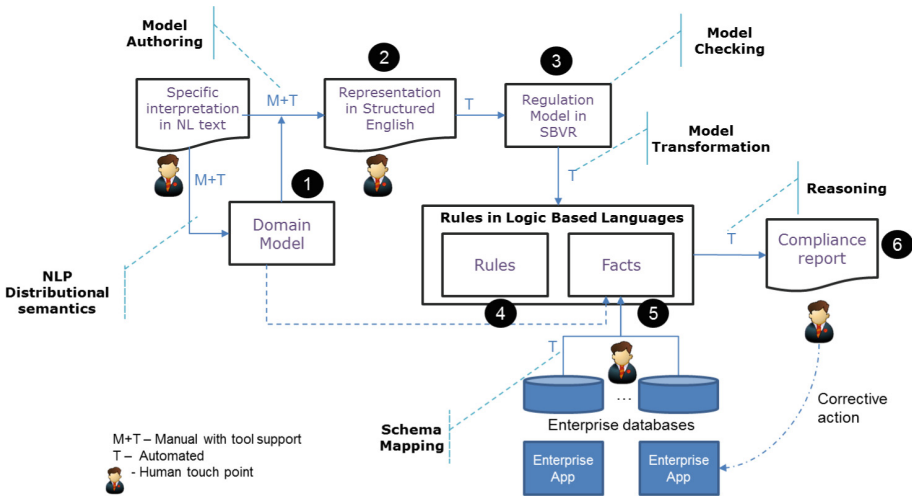 Model
Authoring
2
3
Model
Checking
Specific
interpretation
in NL text
M+T
Representation
in Structured
English
T
Regulation
Model in
SBVR
M+T
1
T
Model
Transformation
Domain
Model
Rules in Logic Based Languages
Rules
Facts
T
Reasoning
Compliance
report
6
NLP
Distributional
semantics
4
5
T
...
Enterprise databases
Corrective
action
Schema
Mapping
M+T – Manual with tool support
T – Automated
- Human touch point
Enterprise
App
Enterprise
App